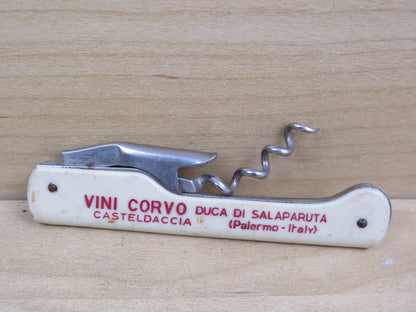 VINI CORVO DUCA DI SALAPARUTA
CASTELDACCIA (Palermo - Italy)